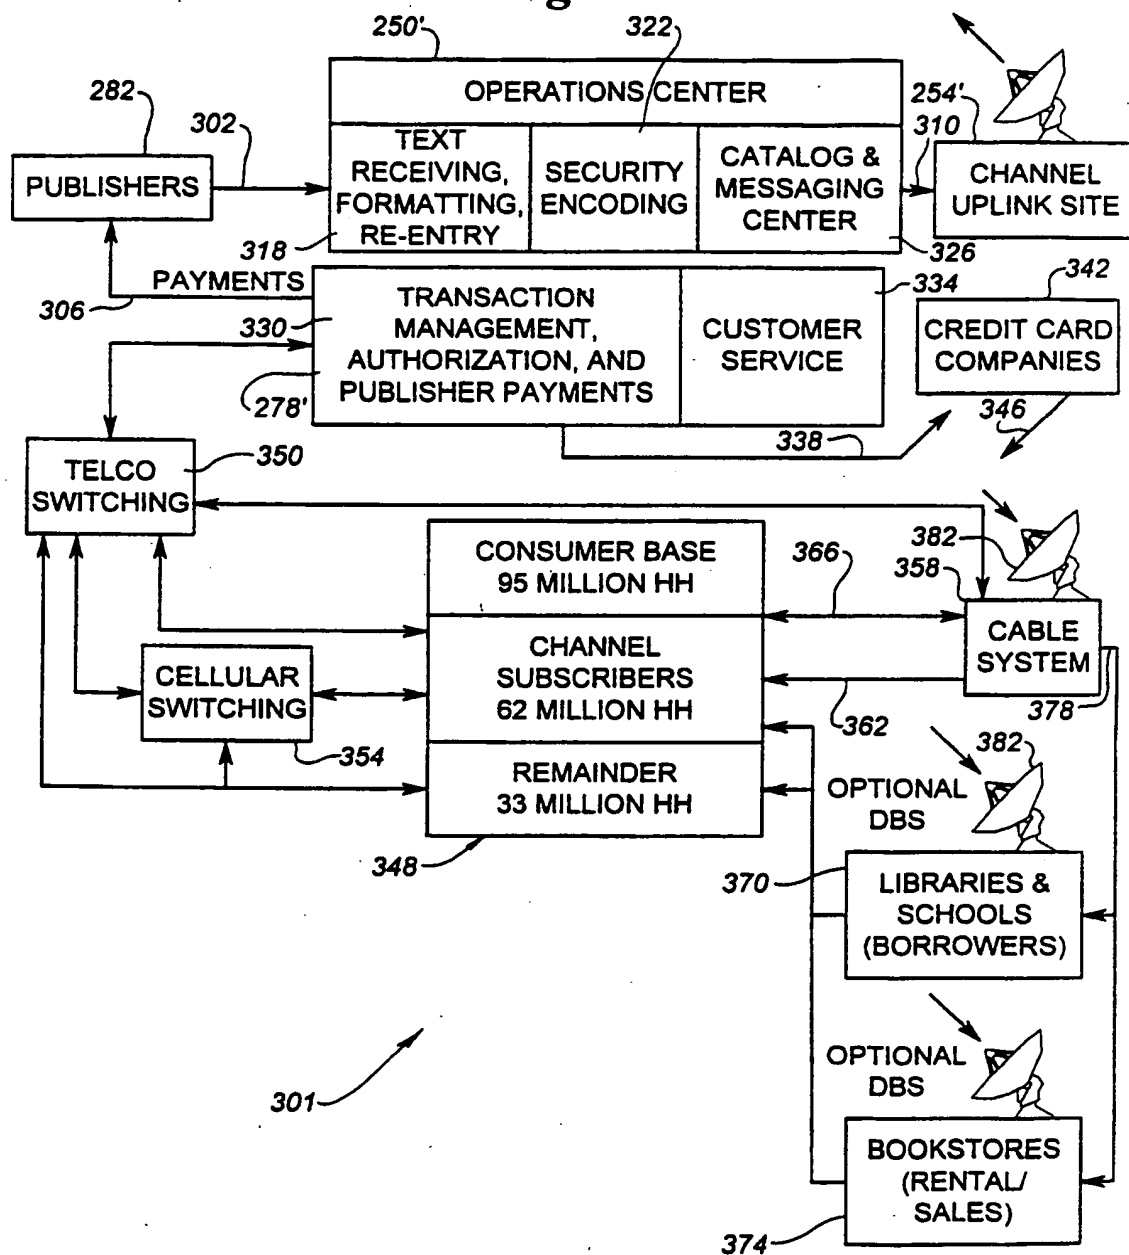 g
322
250'
282
302
OPERATIONS CENTER
254'
310
PUBLISHERS
TEXT
RECEIVING,
FORMATTING,
RE-ENTRY
SECURITY
ENCODING
CATALOG &
MESSAGING
CENTER
CHANNEL
UPLINK SITE
318
326
PAYMENTS
306
330
278'
TRANSACTION
MANAGEMENT,
AUTHORIZATION, AND
PUBLISHER PAYMENTS
CUSTOMER
SERVICE
334
342
CREDIT CARD
COMPANIES
346
338
TELCO
SWITCHING
350
CONSUMER BASE
95 MILLION HH
366
382
358
CABLE
SYSTEM
CHANNEL
SUBSCRIBERS
62 MILLION HH
CELLULAR
SWITCHING
354
362
378
REMAINDER
33 MILLION HH
348
382
OPTIONAL
DBS
370
LIBRARIES &
SCHOOLS
(BORROWERS)
301
OPTIONAL
DBS
BOOKSTORES
(RENTAL/
SALES)
374